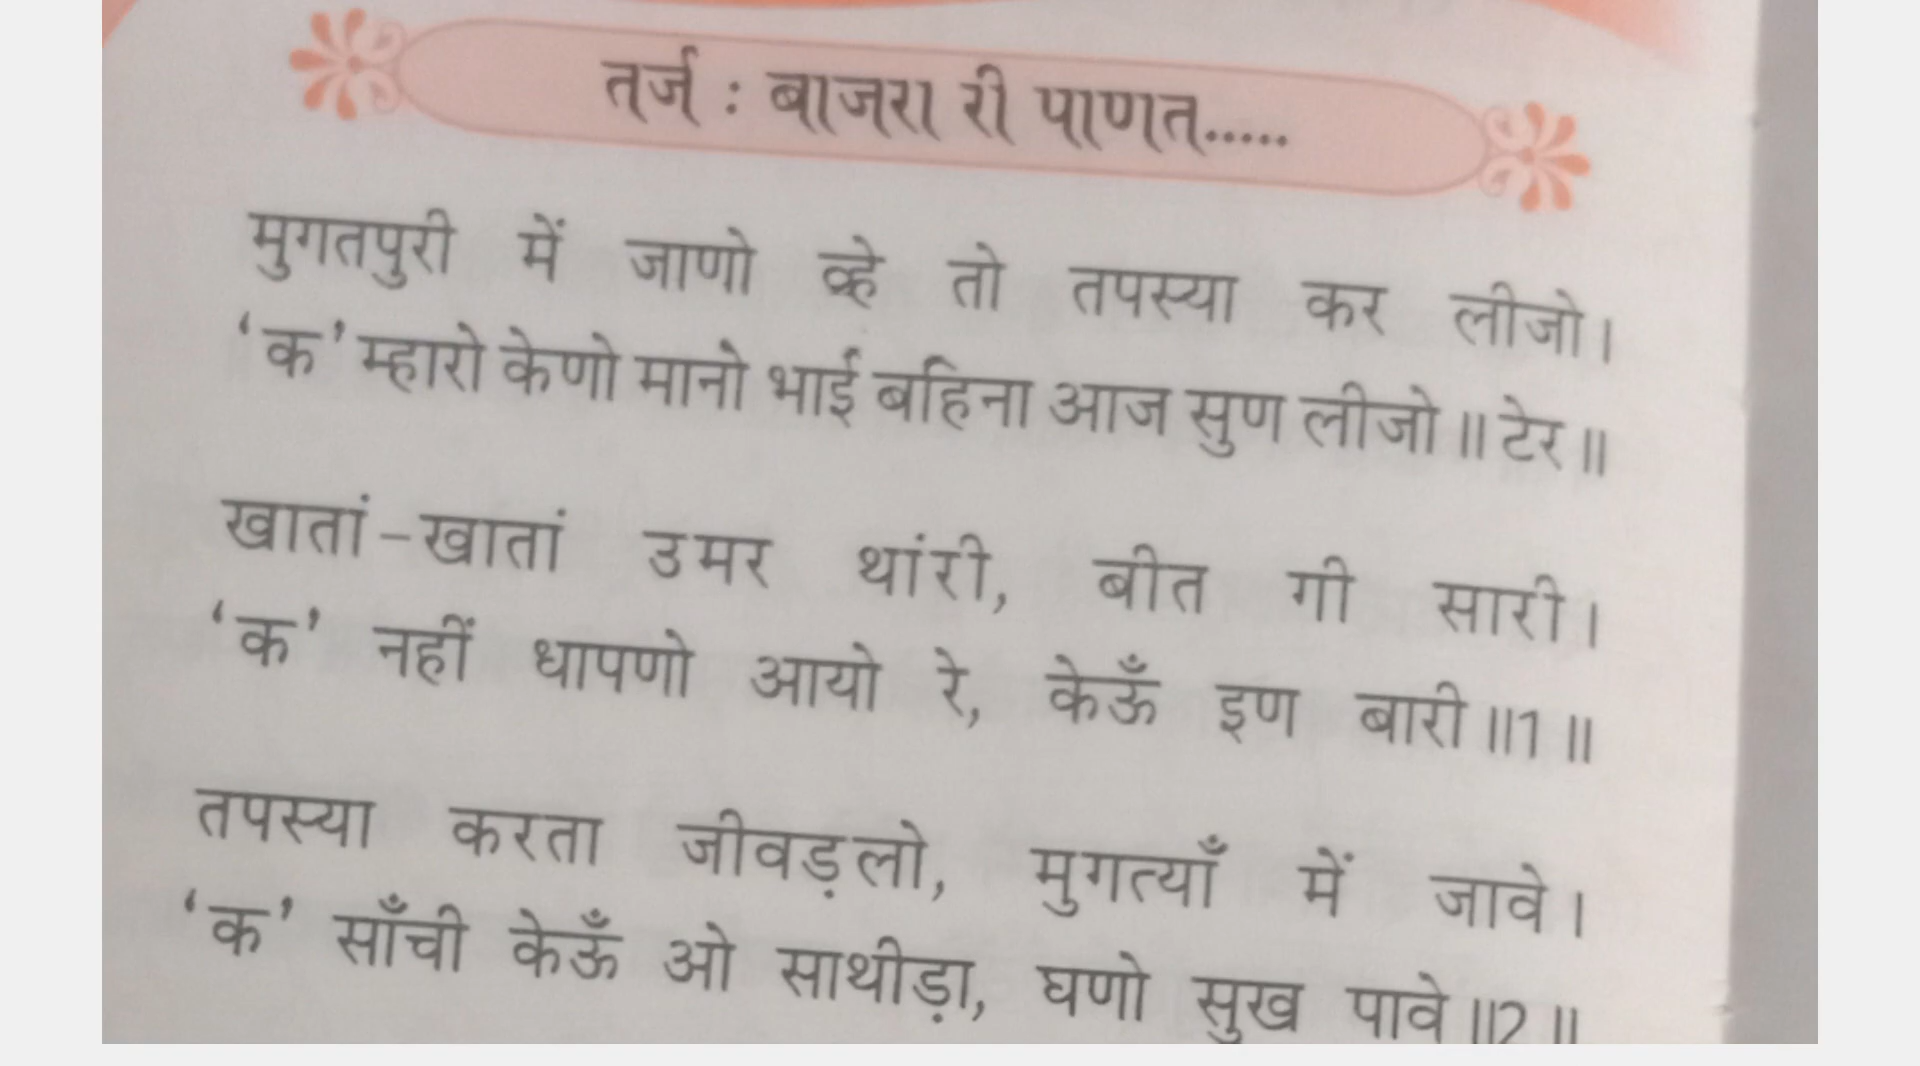 तर्ज : बाजरा री पाणत.....
मुगतपुरी में जाणो व्हे तो तपस्या कर लीजो।
‘क’ म्हारो केणो मानो भाई बहिना आज सुण लीजो॥ टेर॥
खातां-खातां उमर थांरी, बीत गी सारी।
‘क’ नहीं धापणो आयो रे, केऊँ इण बारी॥1॥
तपस्या करता जीवड़लो, मुगत्याँ में जावे।
‘क’ साँची केऊँ ओ साथीड़ा, घणो सुख पावे॥2॥